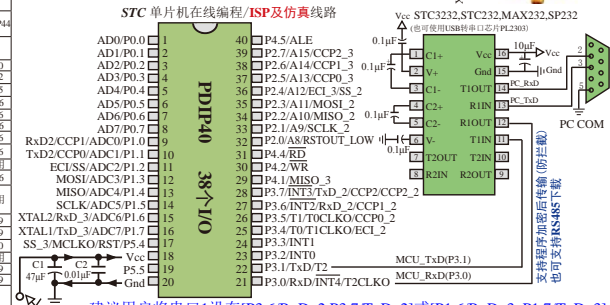 STC 单片机在线编程/ISP及仿真线路
Vcc STC3232,STC232,MAX232,SP232
(也可使用USB转串口芯片PL2303)
AD0/P0.0 1
AD1/P0.1 2
AD2/P0.2 3
AD3/P0.3 4
AD4/P0.4 5
AD5/P0.5 6
AD6/P0.6 7
AD7/P0.7 8
RxD2/CCP1/ADC0/P1.0 9
TxD2/CCP0/ADC1/P1.1 10
ECI/SS/ADC2/P1.2 11
MOSI/ADC3/P1.3 12
MISO/ADC4/P1.4 13
SCLK/ADC5/P1.5 14
XTAL2/RxD_3/ADC6/P1.6 15
XTAL1/TxD_3/ADC7/P1.7 16
SS_3/MCLKO/RST/P5.4 17
Vcc 18
P5.5 19
Gnd 20
PDIP40
38个I/O
40 P4.5/ALE
39 P2.7/A15/CCP2_3
38 P2.6/A14/CCP1_3
37 P2.5/A13/CCP0_3
36 P2.4/A12/ECI_3/SS_2
35 P2.3/A11/MOSI_2
34 P2.2/A10/MISO_2
33 P2.1/A9/SCLK_2
32 P2.0/A8/RSTOUT_LOW
31 P4.4/RD
30 P4.2/WR
29 P4.1/MISO_3
28 P3.7/INT3/TxD_2/CCP2/CCP2_2
27 P3.6/INT2/RxD_2/CCP1_2
26 P3.5/T1/T0CLKO/CCP0_2
25 P3.4/T0/T1CLKO/ECI_2
24 P3.3/INT1
23 P3.2/INT0
22 P3.1/TxD/T2
21 P3.0/RxD/INT4/T2CLKO
C1
47μF
C2
0.01μF
0.1μF
0.1μF
0.1μF
0.1μF
10μF
Vcc
Gnd
1 C1+
2 V+
3 C1-
4 C2+
5 C2-
6 V-
7 T2OUT
8 R2IN
Vcc 16
Gnd 15
T1OUT 14
R1IN 13
R1OUT 12
T1IN 11
T2IN 10
R2OUT 9
PC_RxD
PC_TxD
2
3
5
PC COM
MCU_TxD(P3.1)
MCU_RxD(P3.0)
支持程序加密后传输(防拦截)
也可支持RS485下载